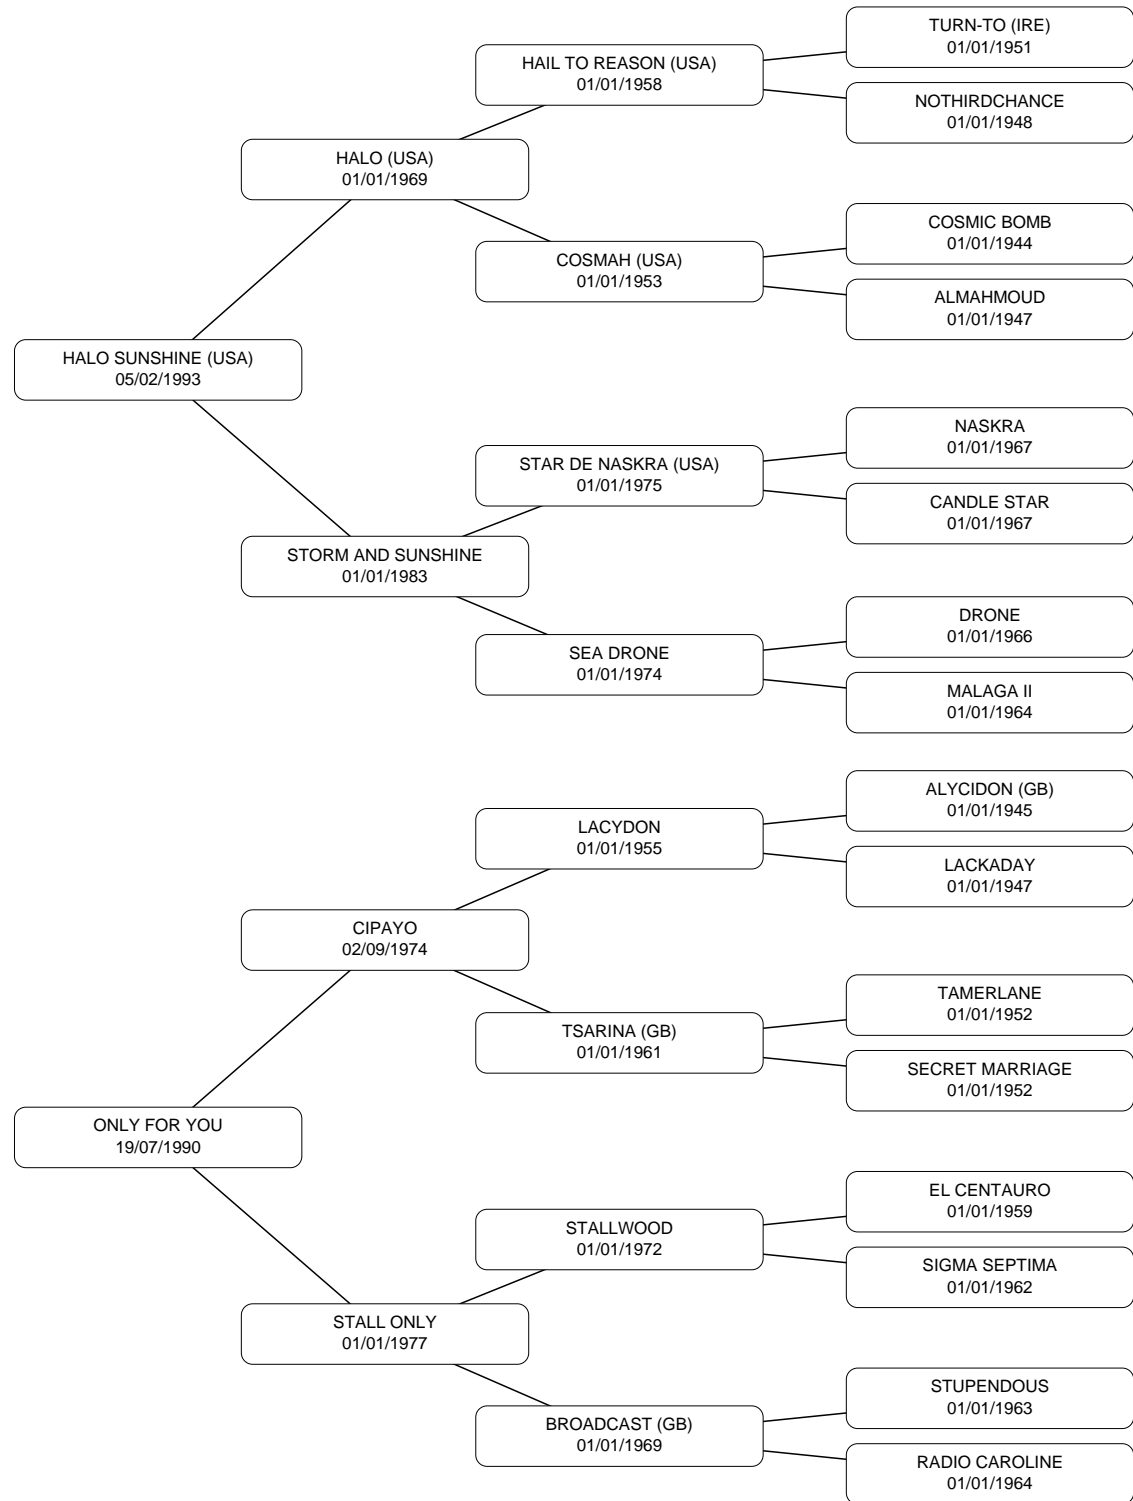 TURN-TO (IRE)
01/01/1951
HAIL TO REASON (USA)
01/01/1958
NOTHIRDCHANCE
01/01/1948
HALO (USA)
01/01/1969
COSMIC BOMB
01/01/1944
COSMAH (USA)
01/01/1953
ALMAHMOUD
01/01/1947
HALO SUNSHINE (USA)
05/02/1993
NASKRA
01/01/1967
STAR DE NASKRA (USA)
01/01/1975
CANDLE STAR
01/01/1967
STORM AND SUNSHINE
01/01/1983
DRONE
01/01/1966
SEA DRONE
01/01/1974
MALAGA II
01/01/1964
ALYCIDON (GB)
01/01/1945
LACYDON
01/01/1955
LACKADAY
01/01/1947
CIPAYO
02/09/1974
TAMERLANE
01/01/1952
TSARINA (GB)
01/01/1961
SECRET MARRIAGE
01/01/1952
ONLY FOR YOU
19/07/1990
EL CENTAURO
01/01/1959
STALLWOOD
01/01/1972
SIGMA SEPTIMA
01/01/1962
STALL ONLY
01/01/1977
STUPENDOUS
01/01/1963
BROADCAST (GB)
01/01/1969
RADIO CAROLINE
01/01/1964